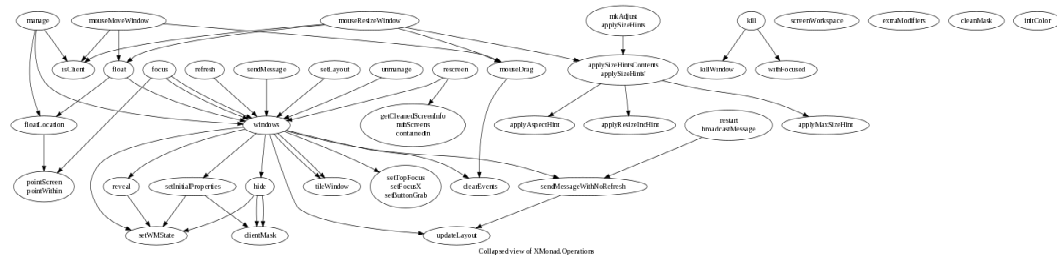 manage
mouseMoveWindow
mouseResizeWindow
mkAdjust
applySizeHints
kill
screenWorkspace
extraModifiers
cleanMask
initColor
isClient
float
focus
refresh
sendMessage
setLayout
unmanage
rescreen
mouseDrag
applySizeHintsContents
applySizeHints'
killWindow
withFocused
floatLocation
windows
getCleanedScreenInfo
nubScreens
containedIn
applyAspectHint
applyResizeIncHint
restart
broadcastMessage
applyMaxSizeHint
pointScreen
pointWithin
reveal
setInitialProperties
hide
tileWindow
setTopFocus
setFocusX
setButtonGrab
clearEvents
sendMessageWithNoRefresh
setWMState
clientMask
updateLayout
Collapsed view of XMonad.Operations